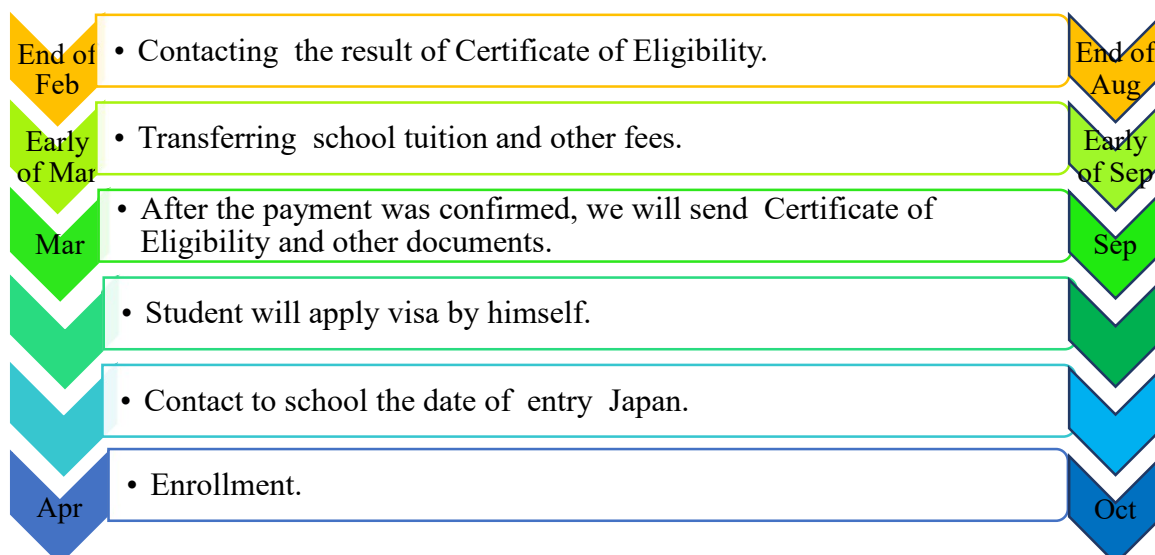 End of
Feb
• Contacting the result of Certificate of Eligibility.
End of
Aug
Early
of Mar
• Transferring school tuition and other fees.
Early
of Sep
Mar
• After the payment was confirmed, we will send Certificate of
Eligibility and other documents.
Sep
• Student will apply visa by himself.
• Contact to school the date of entry Japan.
Apr
• Enrollment.
Oct